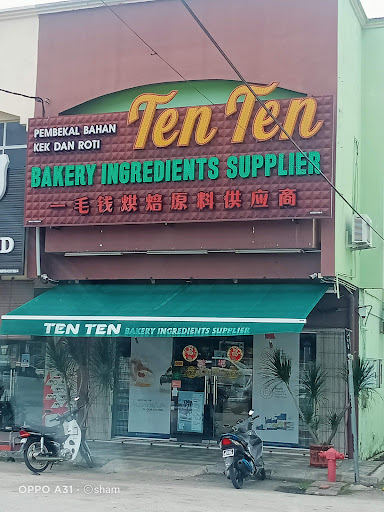 PEMBEKAL BAHAN
KEK DAN ROTI
Ten Ten
BAKERY INGREDIENTS SUPPLIER
一毛钱烘焙原料供应商
TEN TEN BAKERY INGREDIENTS SUPPLIER
D
OPPO A31 · ©sham